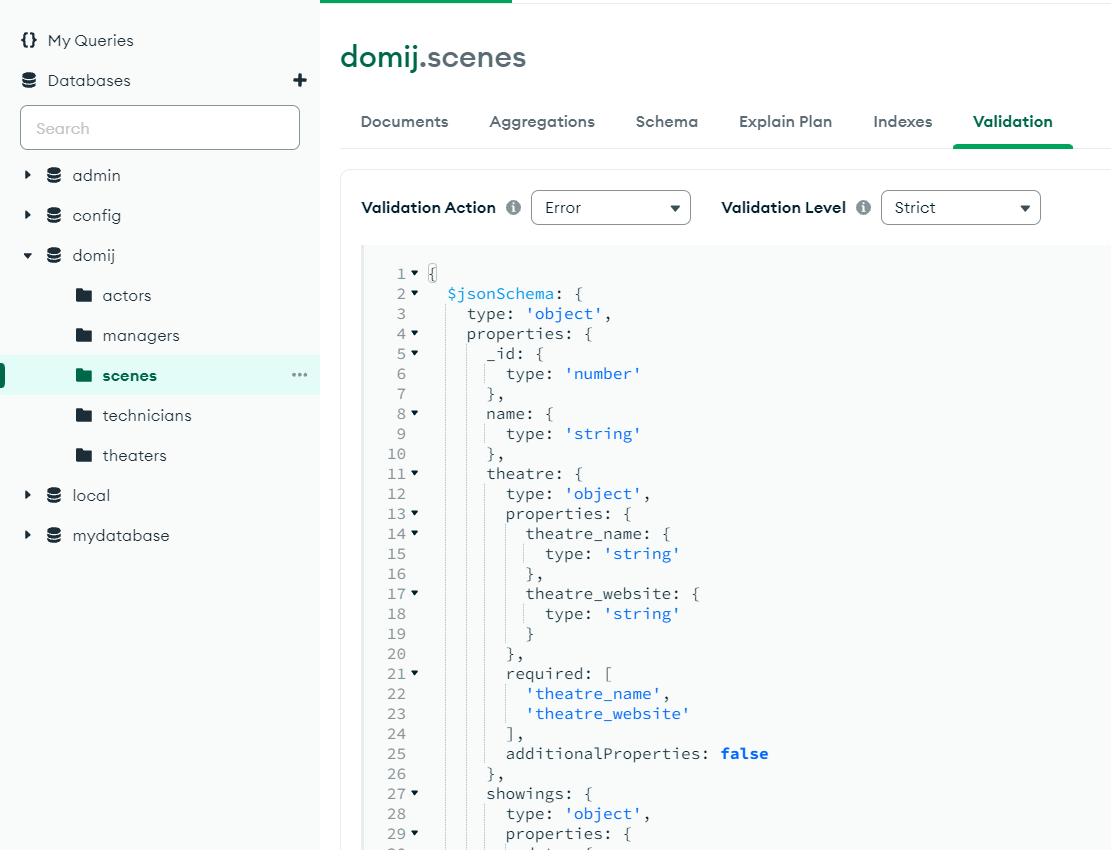 My Queries
Databases
Search
admin
config
domij
actors
managers
scenes
technicians
theaters
local
mydatabase
domij.scenes
Documents Aggregations Schema Explain Plan Indexes Validation
Validation Action Error Validation Level Strict
1 {
2 $jsonSchema: {
3 type: 'object',
4 properties: {
5 _id: {
6 type: 'number'
7 },
8 name: {
9 type: 'string'
10 },
11 theatre: {
12 type: 'object',
13 properties: {
14 theatre_name: {
15 type: 'string'
16 },
17 theatre_website: {
18 type: 'string'
19 }
20 },
21 required: [
22 'theatre_name',
23 'theatre_website'
24 ],
25 additionalProperties: false
26 },
27 showings: {
28 type: 'object',
29 properties: {